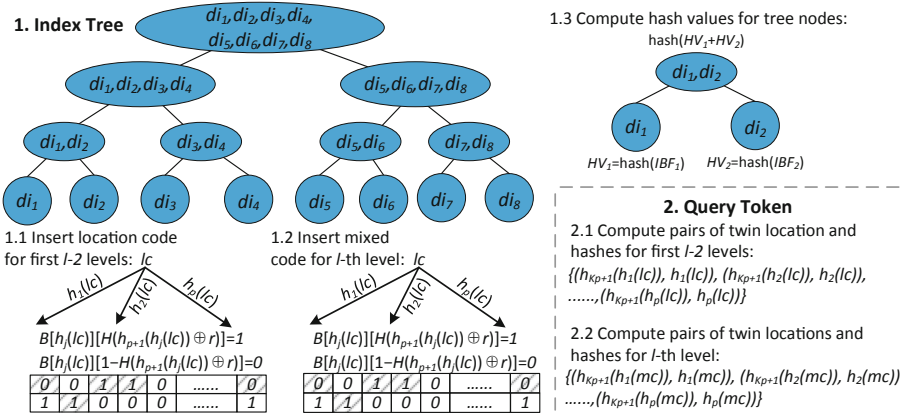 1. Index Tree
di₁,di₂,di₃,di₄,
di₅,di₆,di₇,di₈
di₁,di₂,di₃,di₄
di₅,di₆,di₇,di₈
di₁,di₂
di₃,di₄
di₅,di₆
di₇,di₈
di₁
di₂
di₃
di₄
di₅
di₆
di₇
di₈
1.1 Insert location code
for first l-2 levels:
lc
h₁(lc)
h₂(lc)
hₚ(lc)
B[hⱼ(lc)][H(hₚ₊₁(hⱼ(lc))⊕r)]=1
B[hⱼ(lc)][1−H(hₚ₊₁(hⱼ(lc))⊕r)]=0
0 0 1 1 0 ...... 0
1 1 0 0 0 ...... 1
1.2 Insert mixed
code for l-th level:
lc
h₁(lc)
h₂(lc)
hₚ(lc)
B[hⱼ(lc)][H(hₚ₊₁(hⱼ(lc))⊕r)]=1
B[hⱼ(lc)][1−H(hₚ₊₁(hⱼ(lc))⊕r)]=0
0 0 1 1 0 ...... 0
1 1 0 0 0 ...... 1
1.3 Compute hash values for tree nodes:
hash(HV₁+HV₂)
di₁,di₂
di₁
di₂
HV₁=hash(IBF₁)
HV₂=hash(IBF₂)
2. Query Token
2.1 Compute pairs of twin location and
hashes for first l-2 levels:
{(h_Kp+1(h₁(lc)), h₁(lc)), (h_Kp+1(h₂(lc)), h₂(lc)),
......,(h_Kp+1(hₚ(lc)), hₚ(lc))}
2.2 Compute pairs of twin locations and
hashes for l-th level:
{(h_Kp+1(h₁(mc)), h₁(mc)), (h_Kp+1(h₂(mc)), h₂(mc))
......,(h_Kp+1(hₚ(mc)), hₚ(mc))}